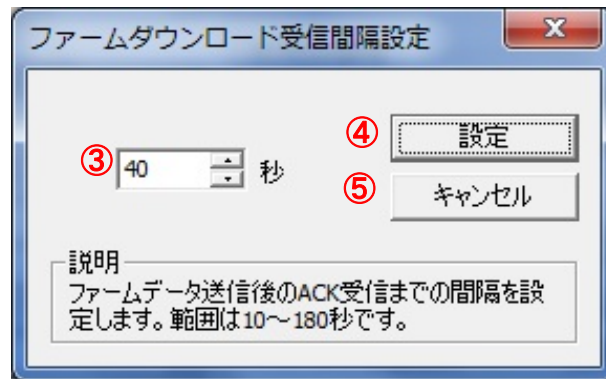 ファームダウンロード受信間隔設定
③ 40 秒
④ 設定
⑤ キャンセル
説明
ファームデータ送信後のACK受信までの間隔を設
定します。範囲は10～180秒です。